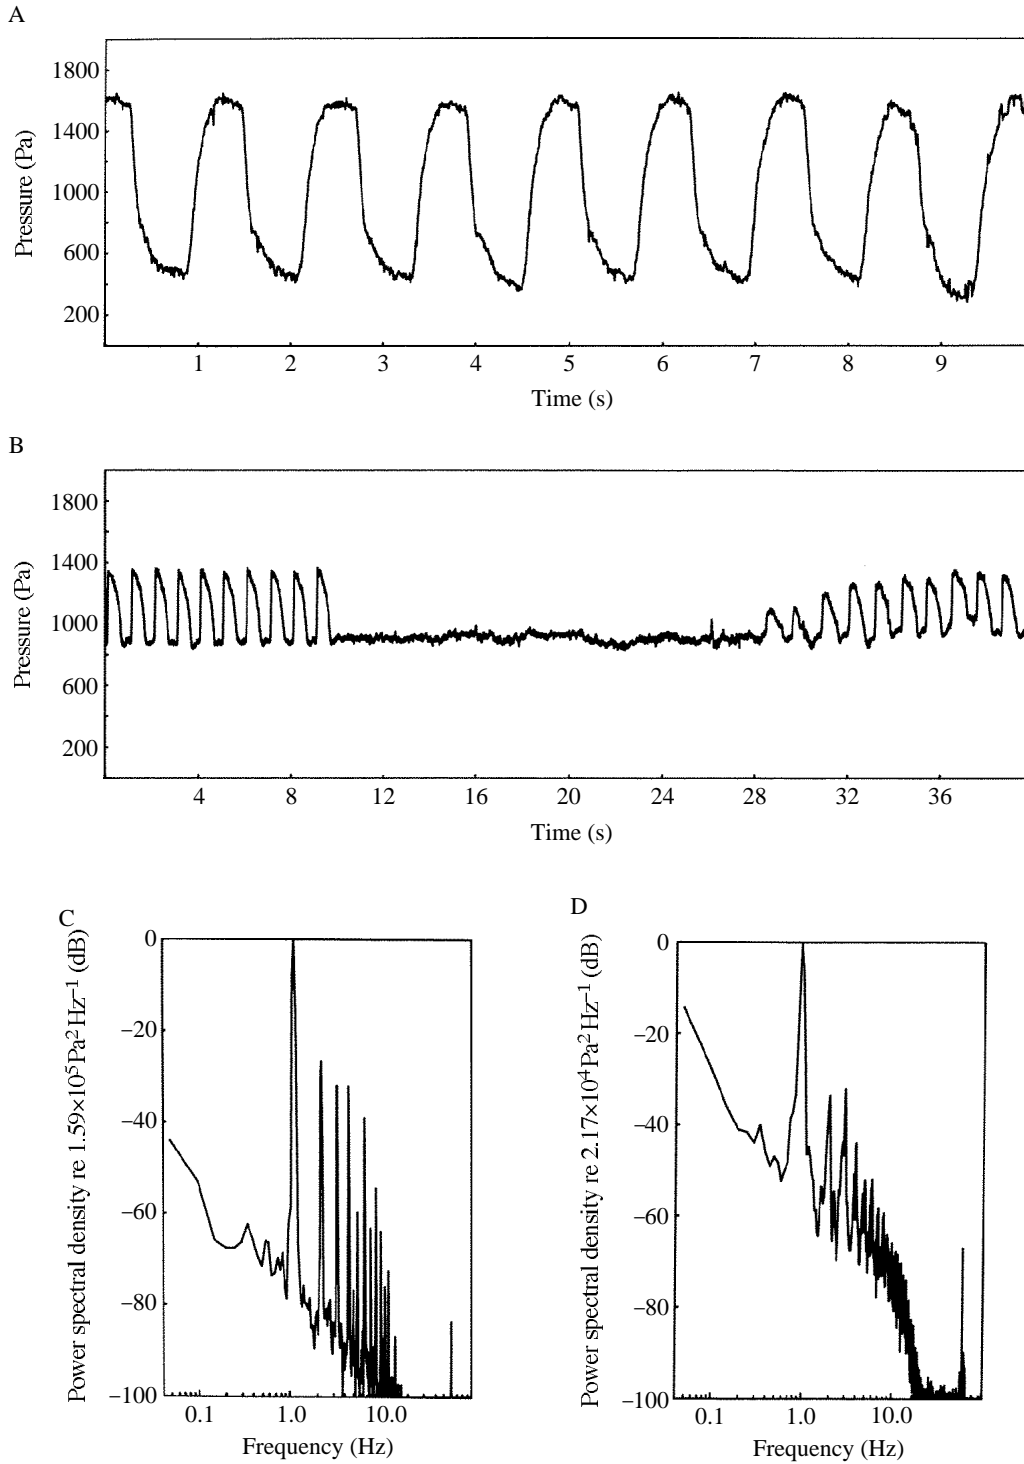 A
1800
1400
1000
600
200
Pressure (Pa)
1 2 3 4 5 6 7 8 9
Time (s)
B
1800
1400
1000
600
200
Pressure (Pa)
4 8 12 16 20 24 28 32 36
Time (s)
C
0
−20
−40
−60
−80
−100
Power spectral density re 1.59×10⁵Pa²Hz⁻¹ (dB)
0.1 1.0 10.0
Frequency (Hz)
D
0
−20
−40
−60
−80
−100
Power spectral density re 2.17×10⁴Pa²Hz⁻¹ (dB)
0.1 1.0 10.0
Frequency (Hz)